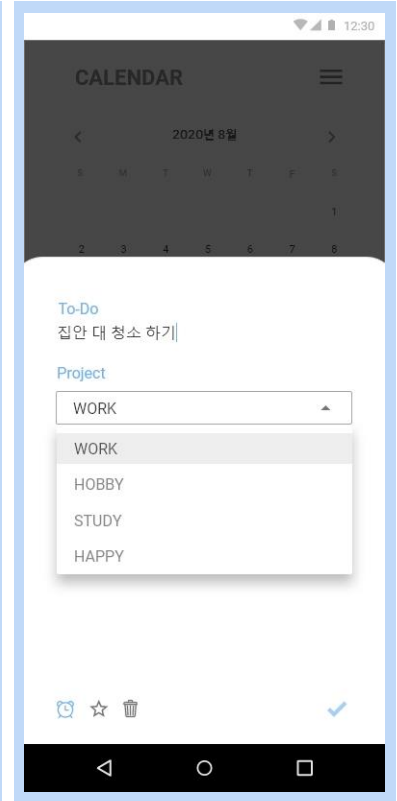 12:30
CALENDAR
2020년 8월
S M T W T F S
1
2 3 4 5 6 7 8
To-Do
집안 대 청소 하기
Project
WORK
WORK
HOBBY
STUDY
HAPPY